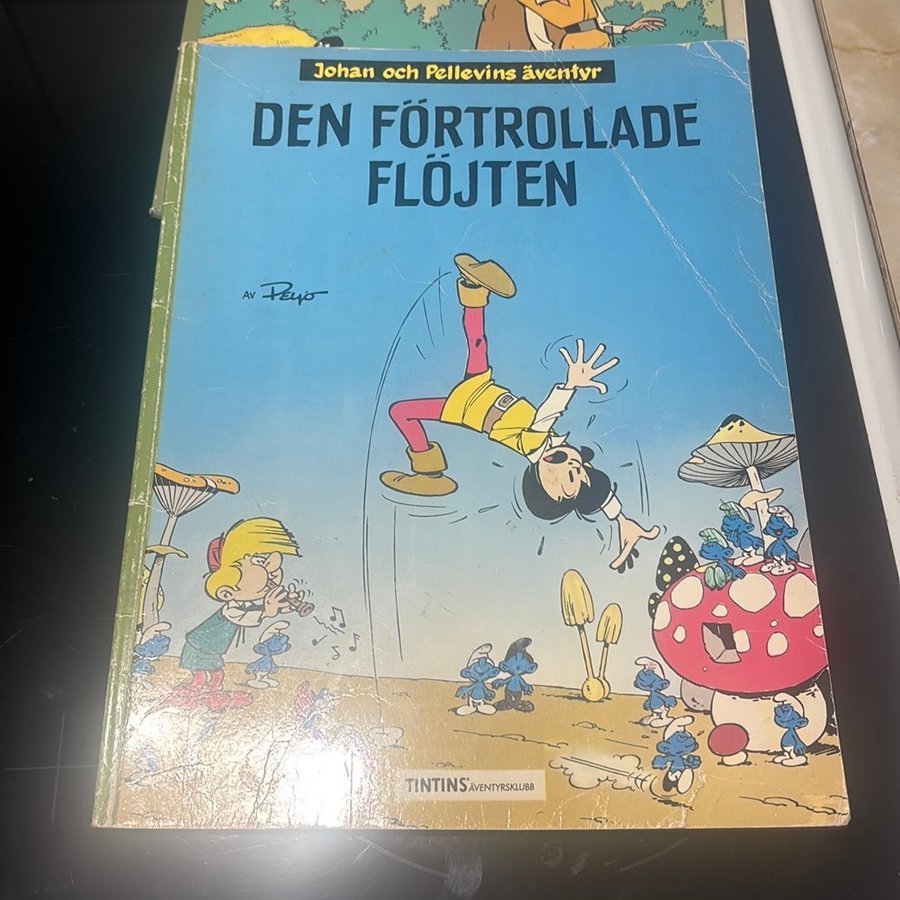 Johan och Pellevins äventyr
DEN FÖRTROLLADE
FLÖJTEN
AV Peyo
TINTINS ÄVENTYRSKLUBB